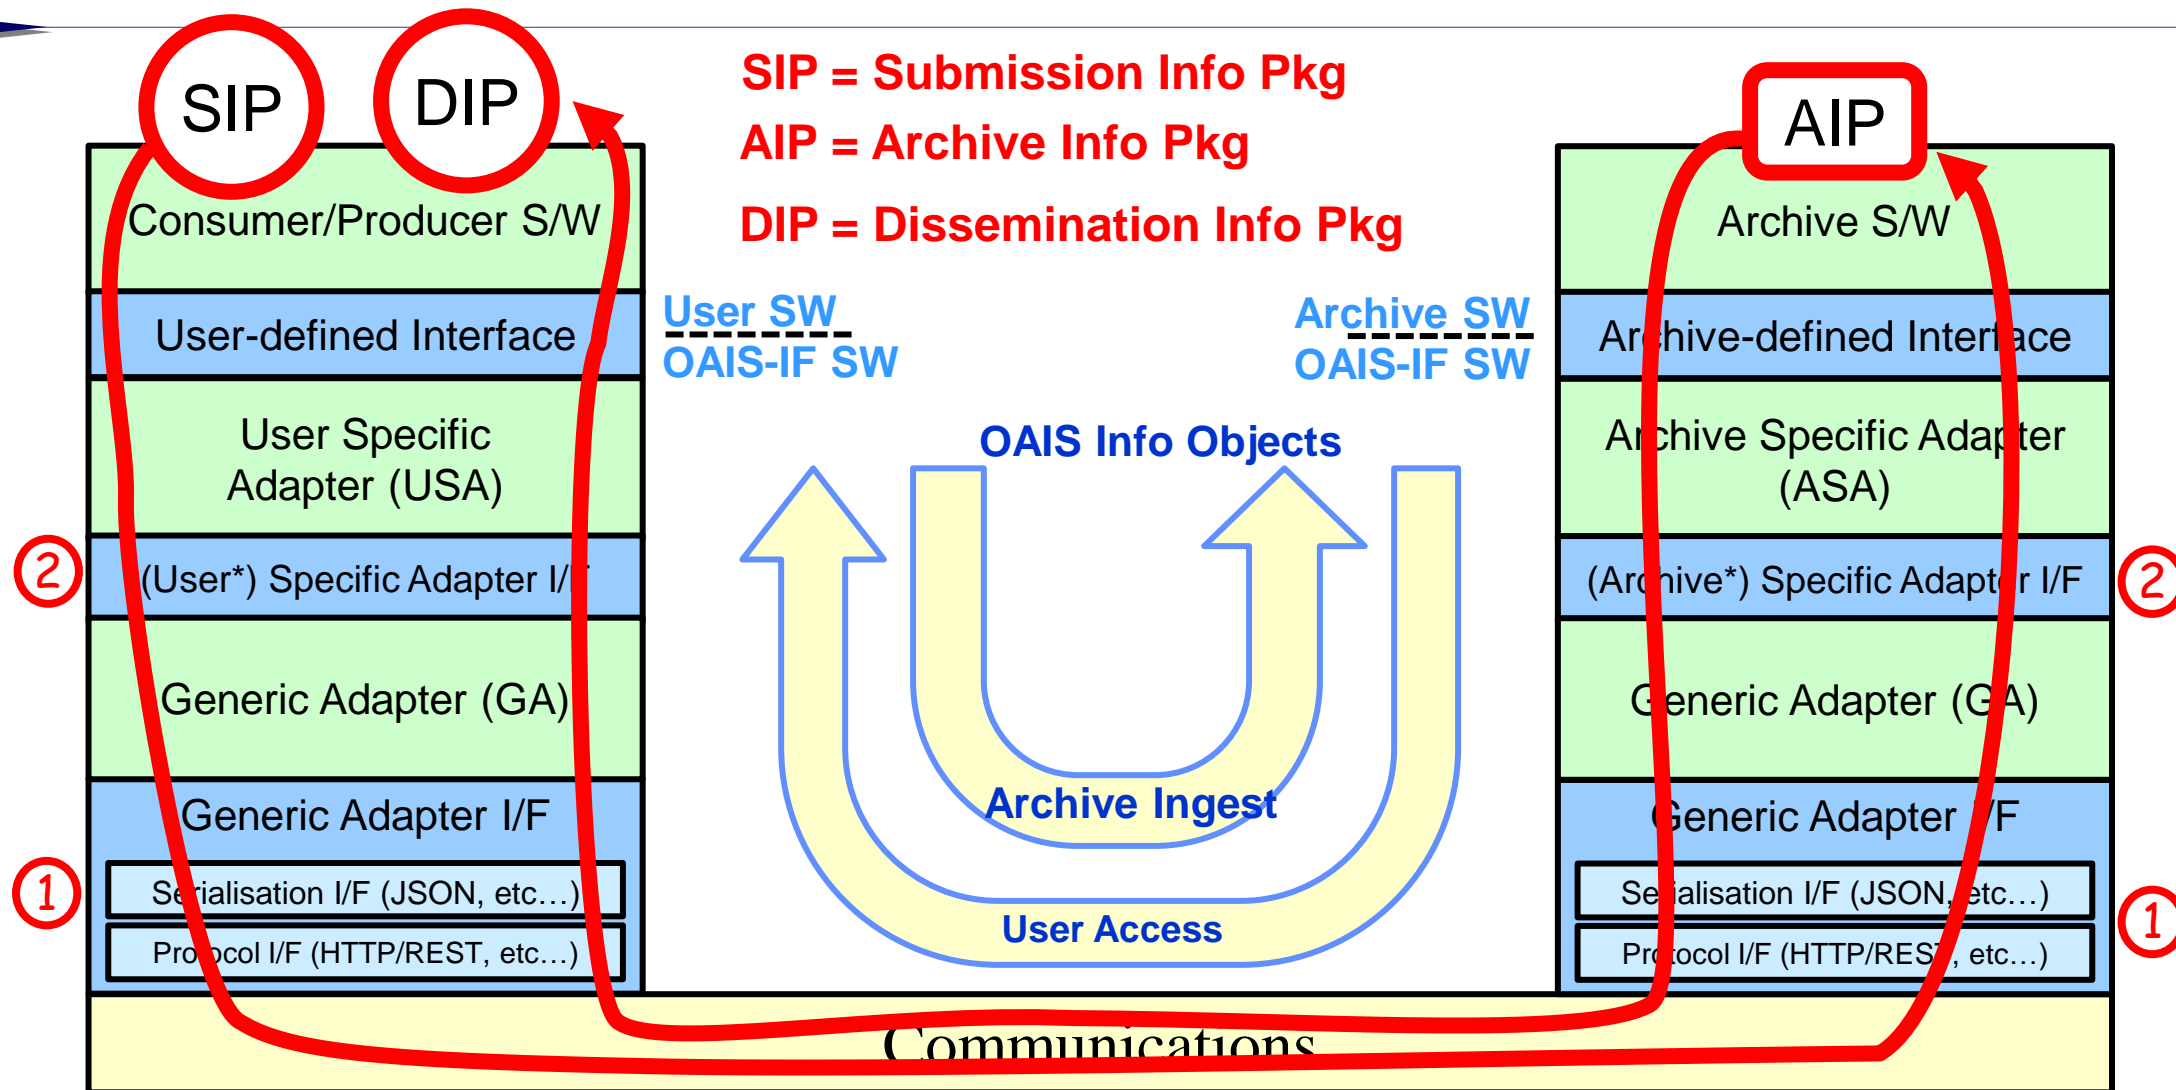 SIP
DIP
SIP = Submission Info Pkg
AIP = Archive Info Pkg
DIP = Dissemination Info Pkg
AIP
Consumer/Producer S/W
User-defined Interface
User Specific
Adapter (USA)
(User*) Specific Adapter I/F
Generic Adapter (GA)
Generic Adapter I/F
Serialisation I/F (JSON, etc…)
Protocol I/F (HTTP/REST, etc…)
2
1
User SW
OAIS-IF SW
Archive SW
OAIS-IF SW
OAIS Info Objects
Archive Ingest
User Access
Archive S/W
Archive-defined Interface
Archive Specific Adapter
(ASA)
(Archive*) Specific Adapter I/F
Generic Adapter (GA)
Generic Adapter I/F
Serialisation I/F (JSON, etc…)
Protocol I/F (HTTP/REST, etc…)
2
1
Communications